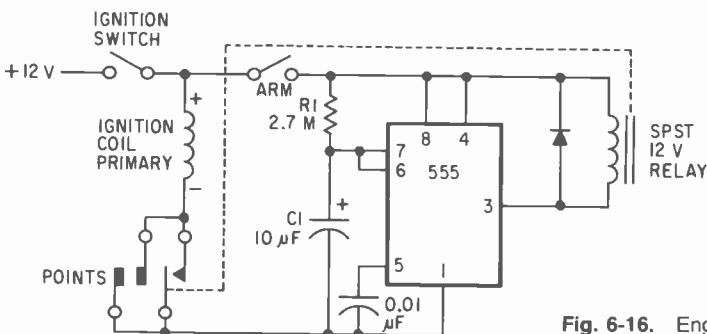 IGNITION
SWITCH
+12 V
ARM
+
IGNITION
COIL
PRIMARY
−
R1
2.7 M
8
4
7
6
555
3
SPST
12 V
RELAY
C1
10 µF
+
5
1
POINTS
0.01
µF
Fig. 6-16. Eng